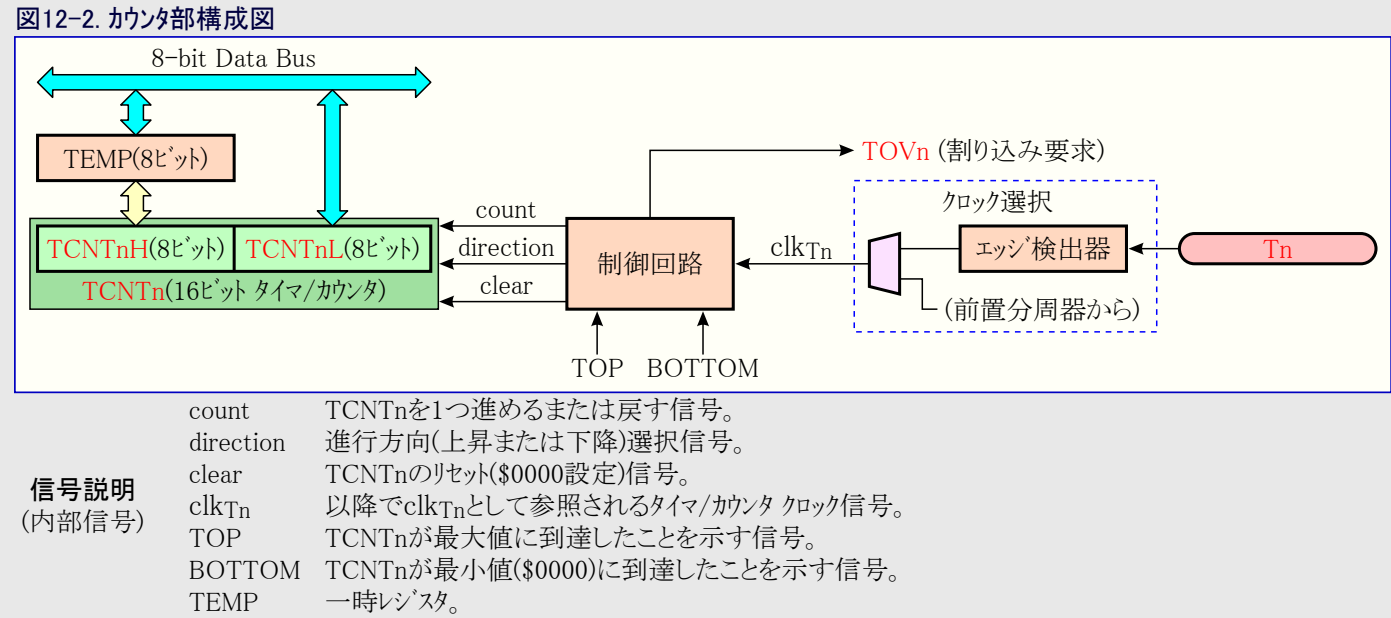 図12-2. カウンタ部構成図
8-bit Data Bus
TEMP(8ビット)
TOVn (割り込み要求)
クロック選択
count
TCNTnH(8ビット) TCNTnL(8ビット)
direction
制御回路
clkTn
エッジ検出器
Tn
TCNTn(16ビット タイマ/カウンタ)
clear
(前置分周器から)
TOP BOTTOM
信号説明
(内部信号)
count TCNTnを1つ進めるまたは戻す信号。
direction 進行方向(上昇または下降)選択信号。
clear TCNTnのリセット($0000設定)信号。
clkTn 以降でclkTnとして参照されるタイマ/カウンタ クロック信号。
TOP TCNTnが最大値に到達したことを示す信号。
BOTTOM TCNTnが最小値($0000)に到達したことを示す信号。
TEMP 一時レジスタ。